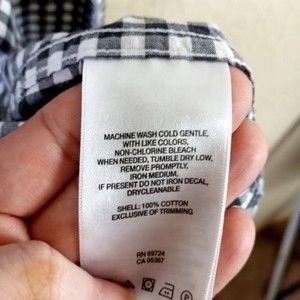 MACHINE WASH COLD GENTLE,
WITH LIKE COLORS,
NON-CHLORINE BLEACH
WHEN NEEDED, TUMBLE DRY LOW,
REMOVE PROMPTLY,
IRON MEDIUM,
IF PRESENT DO NOT IRON DECAL,
DRYCLEANABLE
SHELL: 100% COTTON
EXCLUSIVE OF TRIMMING
RN 69724
CA 05367